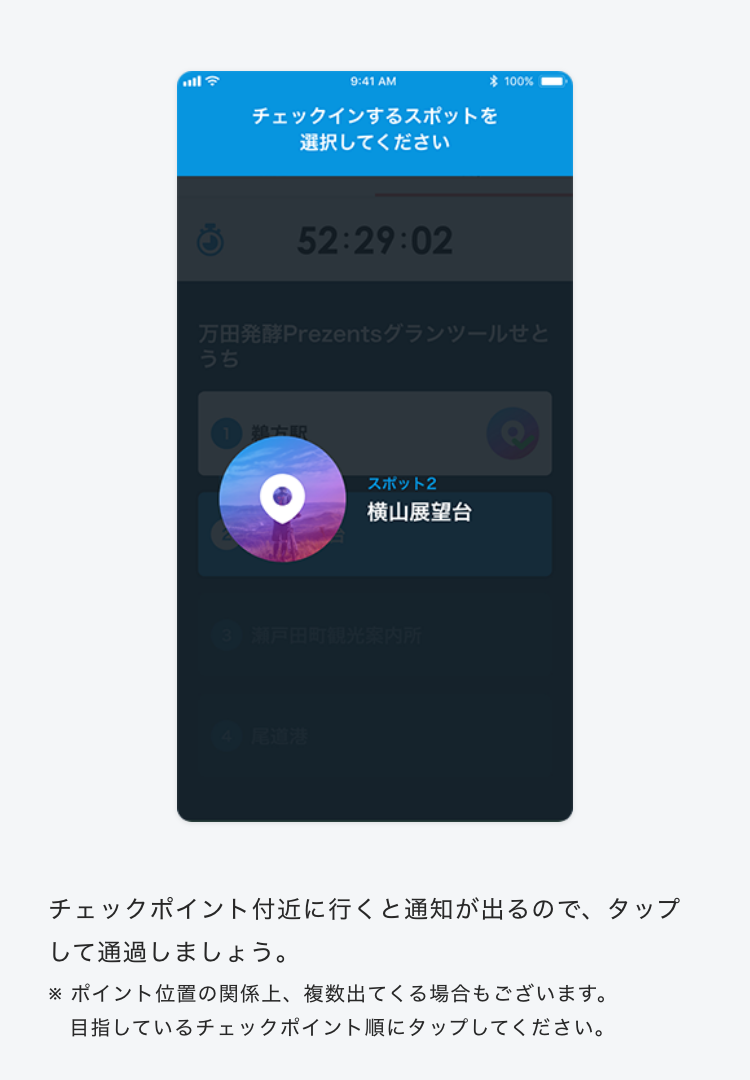 9:41 AM
100%
チェックインするスポットを
選択してください
52:29:02
万田発酵Prezentsグランツールせと
うち
1 鵜方駅
スポット2
横山展望台
2
3 瀬戸田町観光案内所
4 尾道港
チェックポイント付近に行くと通知が出るので、タップ
して通過しましょう。
※ ポイント位置の関係上、複数出てくる場合もございます。
目指しているチェックポイント順にタップしてください。